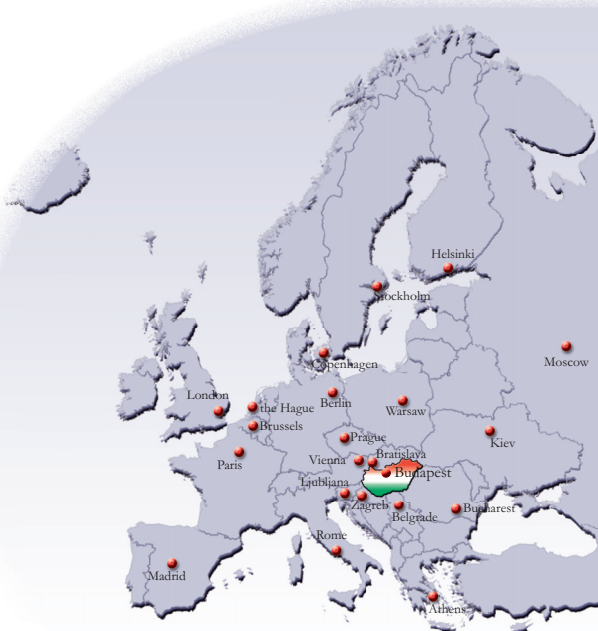 Helsinki
Stockholm
Moscow
Copenhagen
London
the Hague
Berlin
Warsaw
Brussels
Kiev
Prague
Paris
Vienna
Bratislava
Budapest
Ljubljana
Zagreb
Bucharest
Belgrade
Rome
Madrid
Athens